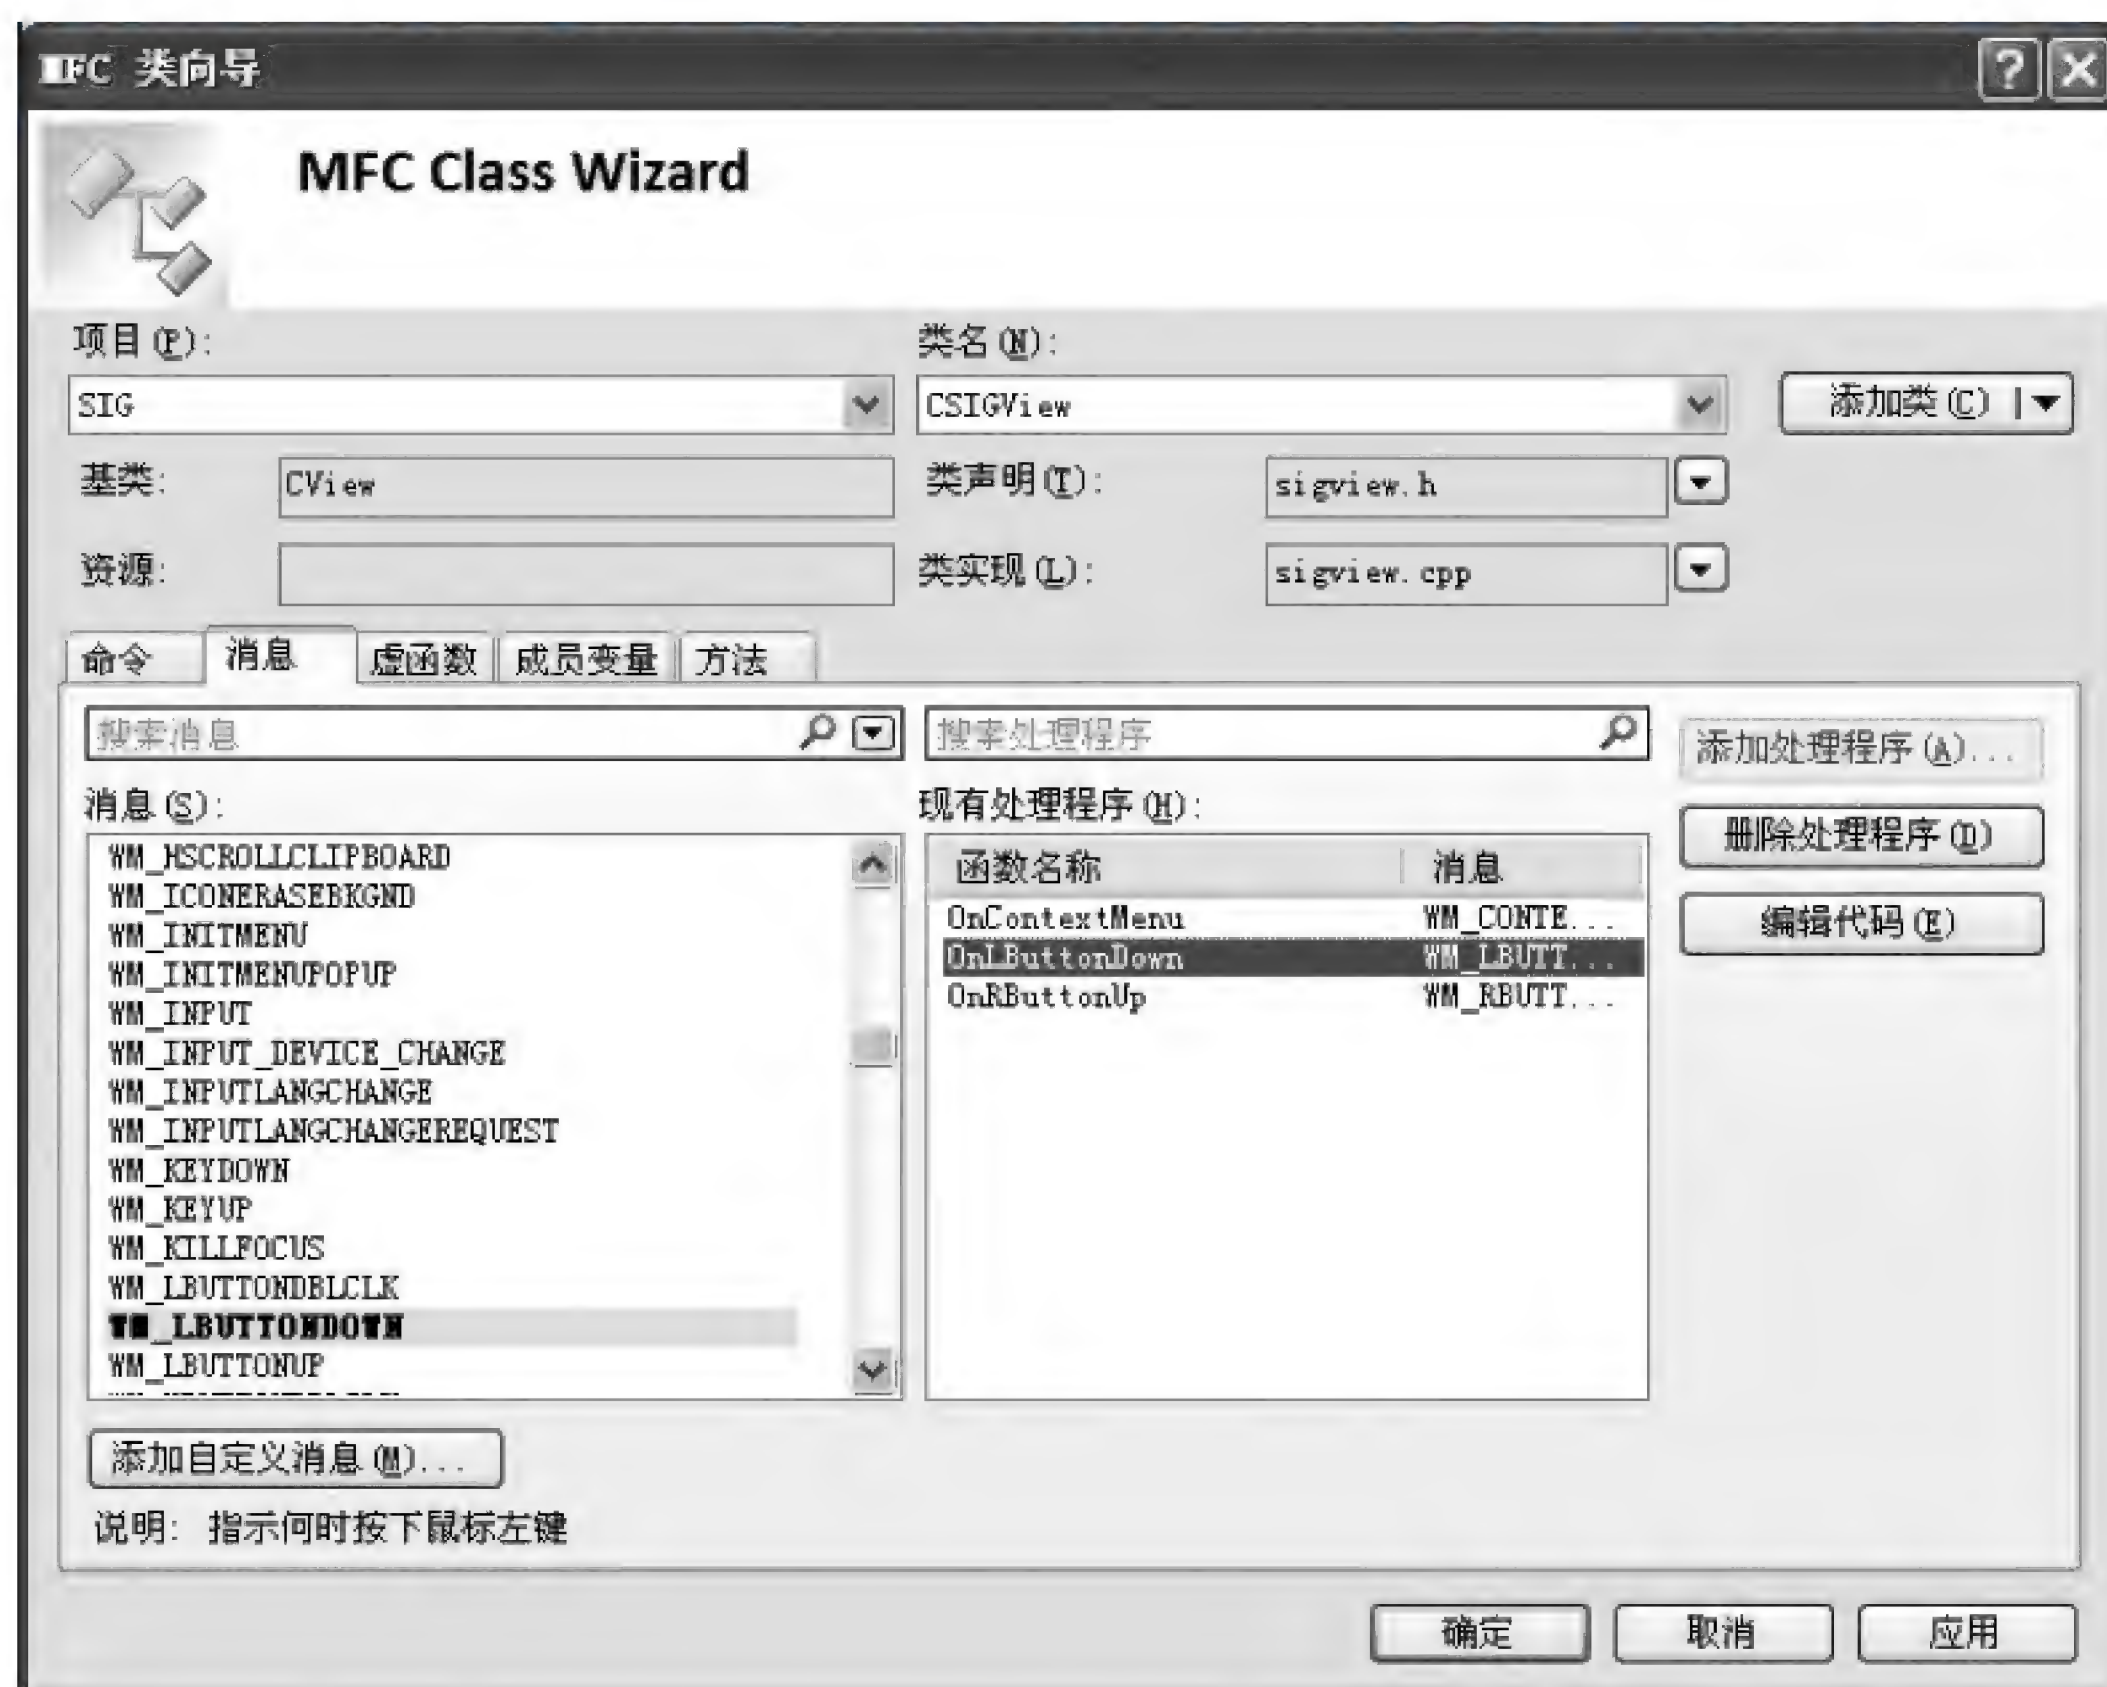 MFC 类向导
MFC Class Wizard
项目(P): 类名(N):
SIG CSIGView 添加类(C)
基类: CView 类声明(T): sigview.h
资源: 类实现(L): sigview.cpp
命令 消息 虚函数 成员变量 方法
搜索消息 搜索处理程序 添加处理程序(A)...
消息(S): 现有处理程序(H): 删除处理程序(D)
编辑代码(E)
函数名称 消息
OnContextMenu WM_CONTE...
OnLButtonDown WM_LBUTT...
OnRButtonUp WM_RBUTT...
WM_HSCROLLCLIPBOARD
WM_ICONERASEBKGND
WM_INITMENU
WM_INITMENUPOPUP
WM_INPUT
WM_INPUT_DEVICE_CHANGE
WM_INPUTLANGCHANGE
WM_INPUTLANGCHANGEREQUEST
WM_KEYDOWN
WM_KEYUP
WM_KILLFOCUS
WM_LBUTTONDBLCLK
WM_LBUTTONDOWN
WM_LBUTTONUP
添加自定义消息(M)...
说明: 指示何时按下鼠标左键
确定 取消 应用